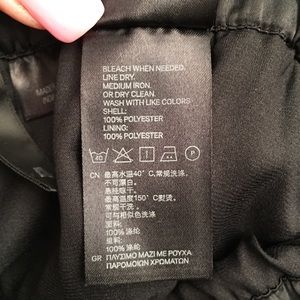 BLEACH WHEN NEEDED.
LINE DRY.
MEDIUM IRON.
OR DRY CLEAN.
WASH WITH LIKE COLORS
SHELL:
100% POLYESTER
LINING:
100% POLYESTER
40
P
CN 最高水温40℃,常规洗涤.
不可漂白.
悬挂晾干.
最高温度150℃熨烫.
常规干洗.
可与相似色洗涤
面料:
100% 涤纶
里料:
100% 涤纶
GR: ΠΛΥΣΙΜΟ ΜΑΖΙ ΜΕ ΡΟΥΧΑ
ΠΑΡΟΜΟΙΩΝ ΧΡΩΜΑΤΩΝ
MADE